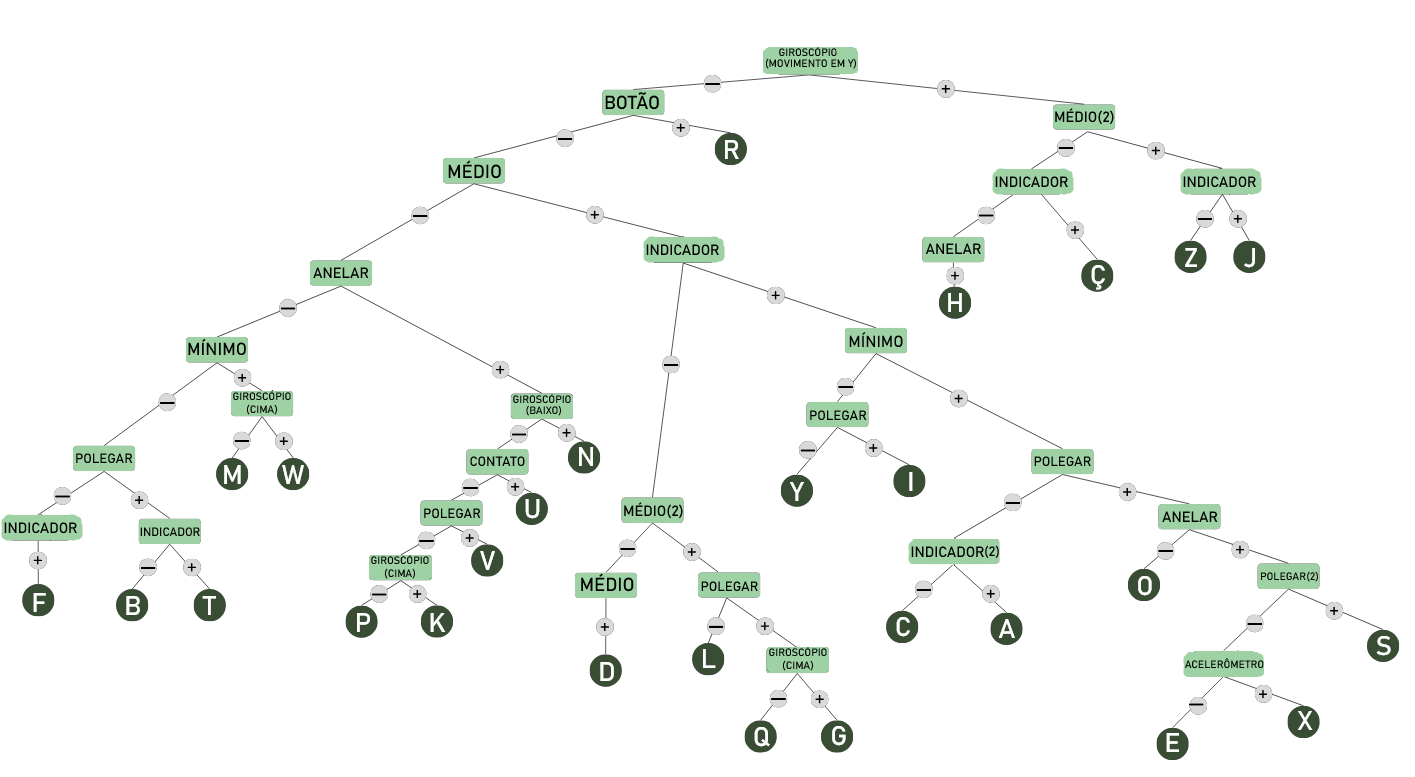 GIROSCÓPIO
(MOVIMENTO EM Y)
−
+
BOTÃO
MÉDIO(2)
−
+
R
−
+
MÉDIO
INDICADOR
INDICADOR
−
+
−
+
−
+
ANELAR
INDICADOR
ANELAR
Ç
Z
J
+
H
−
+
−
+
MÍNIMO
MÍNIMO
−
+
−
+
−
+
GIROSCÓPIO
(CIMA)
GIROSCÓPIO
(BAIXO)
POLEGAR
−
+
−
+
−
+
POLEGAR
M
W
CONTATO
N
Y
I
POLEGAR
−
+
−
+
−
+
INDICADOR
INDICADOR
POLEGAR
U
MÉDIO(2)
ANELAR
+
−
+
−
+
−
+
−
+
F
B
T
GIROSCÓPIO
(CIMA)
V
MÉDIO
POLEGAR
INDICADOR(2)
O
POLEGAR(2)
−
+
+
−
+
−
+
−
+
P
K
D
L
GIROSCÓPIO
(CIMA)
C
A
ACELERÔMETRO
S
−
+
−
+
Q
G
E
X